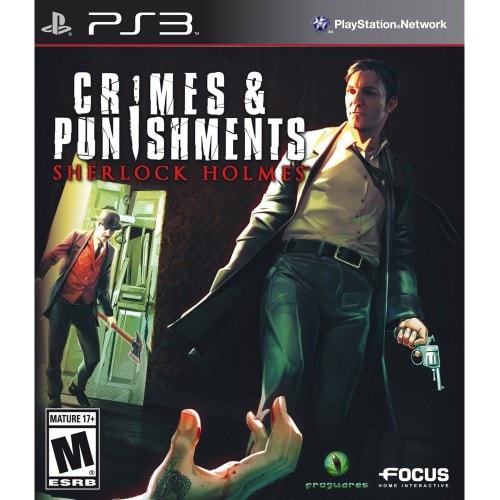 PS3
PlayStation®Network
CRIMES &
PUNISHMENTS
SHERLOCK HOLMES
MATURE 17+
M
ESRB
frogwares
FOCUS
HOME INTERACTIVE